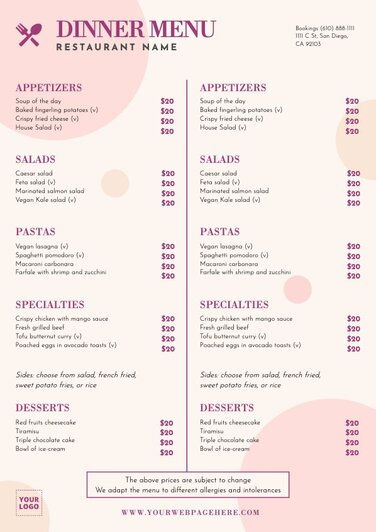 DINNER MENU
RESTAURANT NAME
Bookings (610) 888-1111
1111 C St, San Diego,
CA 92103
APPETIZERS
Soup of the day $20
Baked fingerling potatoes (v) $20
Crispy fried cheese (v) $20
House Salad (v) $20
SALADS
Caesar salad $20
Feta salad (v) $20
Marinated salmon salad $20
Vegan Kale salad (v) $20
PASTAS
Vegan lasagna (v) $20
Spaghetti pomodoro (v) $20
Macaroni carbonara $20
Farfale with shrimp and zucchini $20
SPECIALTIES
Crispy chicken with mango sauce $20
Fresh grilled beef $20
Tofu butternut curry (v) $20
Poached eggs in avocado toasts (v) $20
Sides: choose from salad, french fried,
sweet potato fries, or rice
DESSERTS
Red fruits cheesecake $20
Tiramisu $20
Triple chocolate cake $20
Bowl of ice-cream $20
APPETIZERS
Soup of the day $20
Baked fingerling potatoes (v) $20
Crispy fried cheese (v) $20
House Salad (v) $20
SALADS
Caesar salad $20
Feta salad (v) $20
Marinated salmon salad $20
Vegan Kale salad (v) $20
PASTAS
Vegan lasagna (v) $20
Spaghetti pomodoro (v) $20
Macaroni carbonara $20
Farfale with shrimp and zucchini $20
SPECIALTIES
Crispy chicken with mango sauce $20
Fresh grilled beef $20
Tofu butternut curry (v) $20
Poached eggs in avocado toasts (v) $20
Sides: choose from salad, french fried,
sweet potato fries, or rice
DESSERTS
Red fruits cheesecake $20
Tiramisu $20
Triple chocolate cake $20
Bowl of ice-cream $20
The above prices are subject to change
We adapt the menu to different allergies and intolerances
YOUR
LOGO
WWW.YOURWEBPAGEHERE.COM